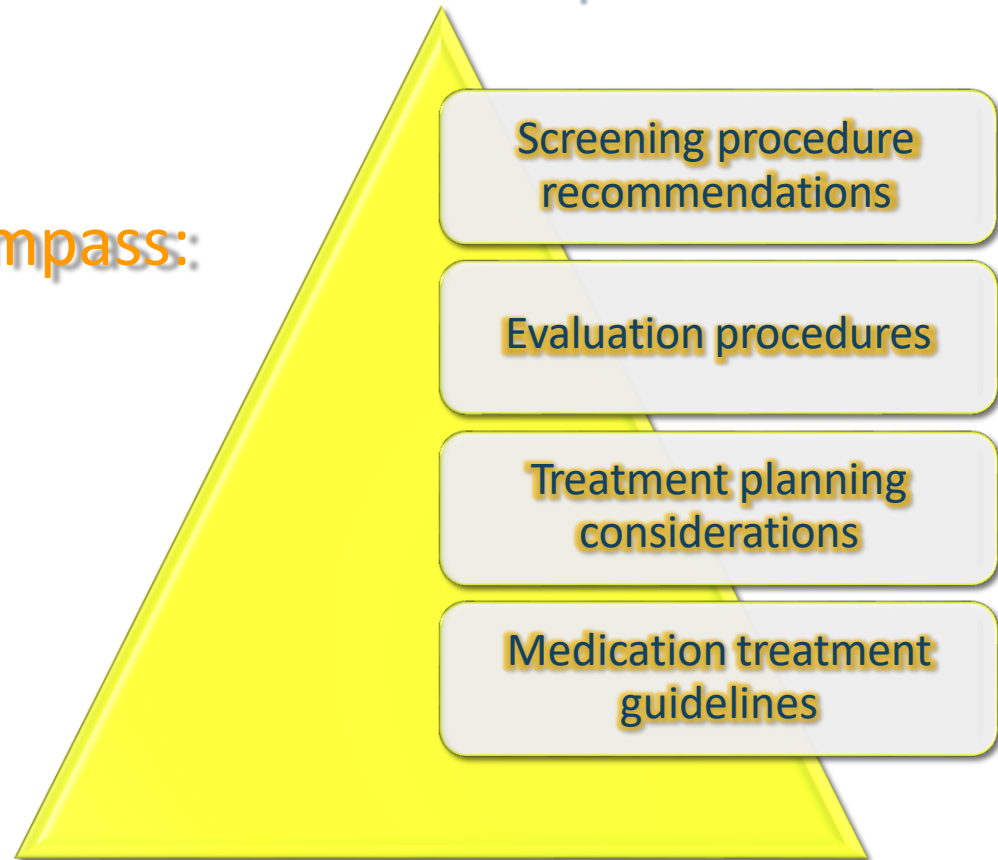 mpass:
Screening procedure
recommendations
Evaluation procedures
Treatment planning
considerations
Medication treatment
guidelines